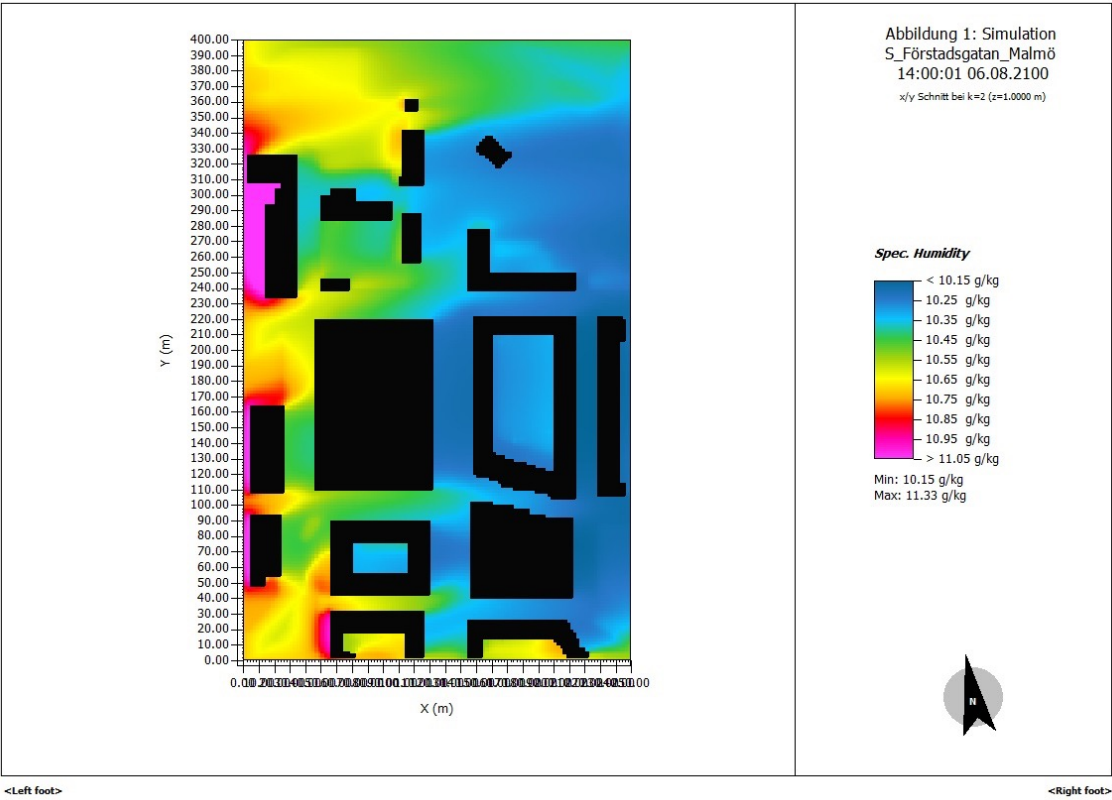 Abbildung 1: Simulation
S_Förstadsgatan_Malmö
14:00:01 06.08.2100
x/y Schnitt bei k=2 (z=1.0000 m)
400.00
390.00
380.00
370.00
360.00
350.00
340.00
330.00
320.00
310.00
300.00
290.00
280.00
270.00
260.00
250.00
240.00
230.00
220.00
210.00
200.00
190.00
180.00
170.00
160.00
150.00
140.00
130.00
120.00
110.00
100.00
90.00
80.00
70.00
60.00
50.00
40.00
30.00
20.00
10.00
0.00
Y (m)
X (m)
Spec. Humidity
< 10.15 g/kg
10.25 g/kg
10.35 g/kg
10.45 g/kg
10.55 g/kg
10.65 g/kg
10.75 g/kg
10.85 g/kg
10.95 g/kg
> 11.05 g/kg
Min: 10.15 g/kg
Max: 11.33 g/kg
N
<Left foot>
<Right foot>